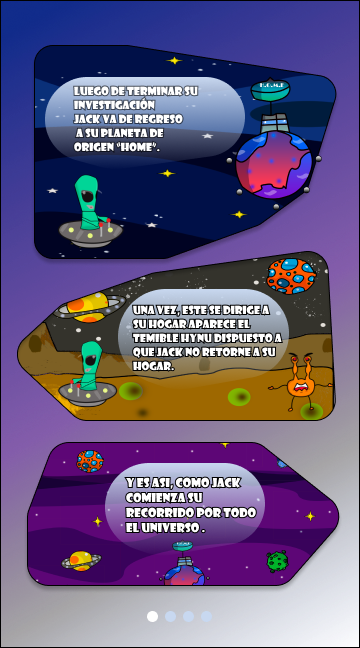 LUEGO DE TERMINAR SU
INVESTIGACIÓN
JACK VA DE REGRESO
A SU PLANETA DE
ORIGEN "HOME".
UNA VEZ, ESTE SE DIRIGE A
SU HOGAR APARECE EL
TEMIBLE HYNU DISPUESTO A
QUE JACK NO RETORNE A SU
HOGAR.
Y ES ASI, COMO JACK
COMIENZA SU
RECORRIDO POR TODO
EL UNIVERSO .